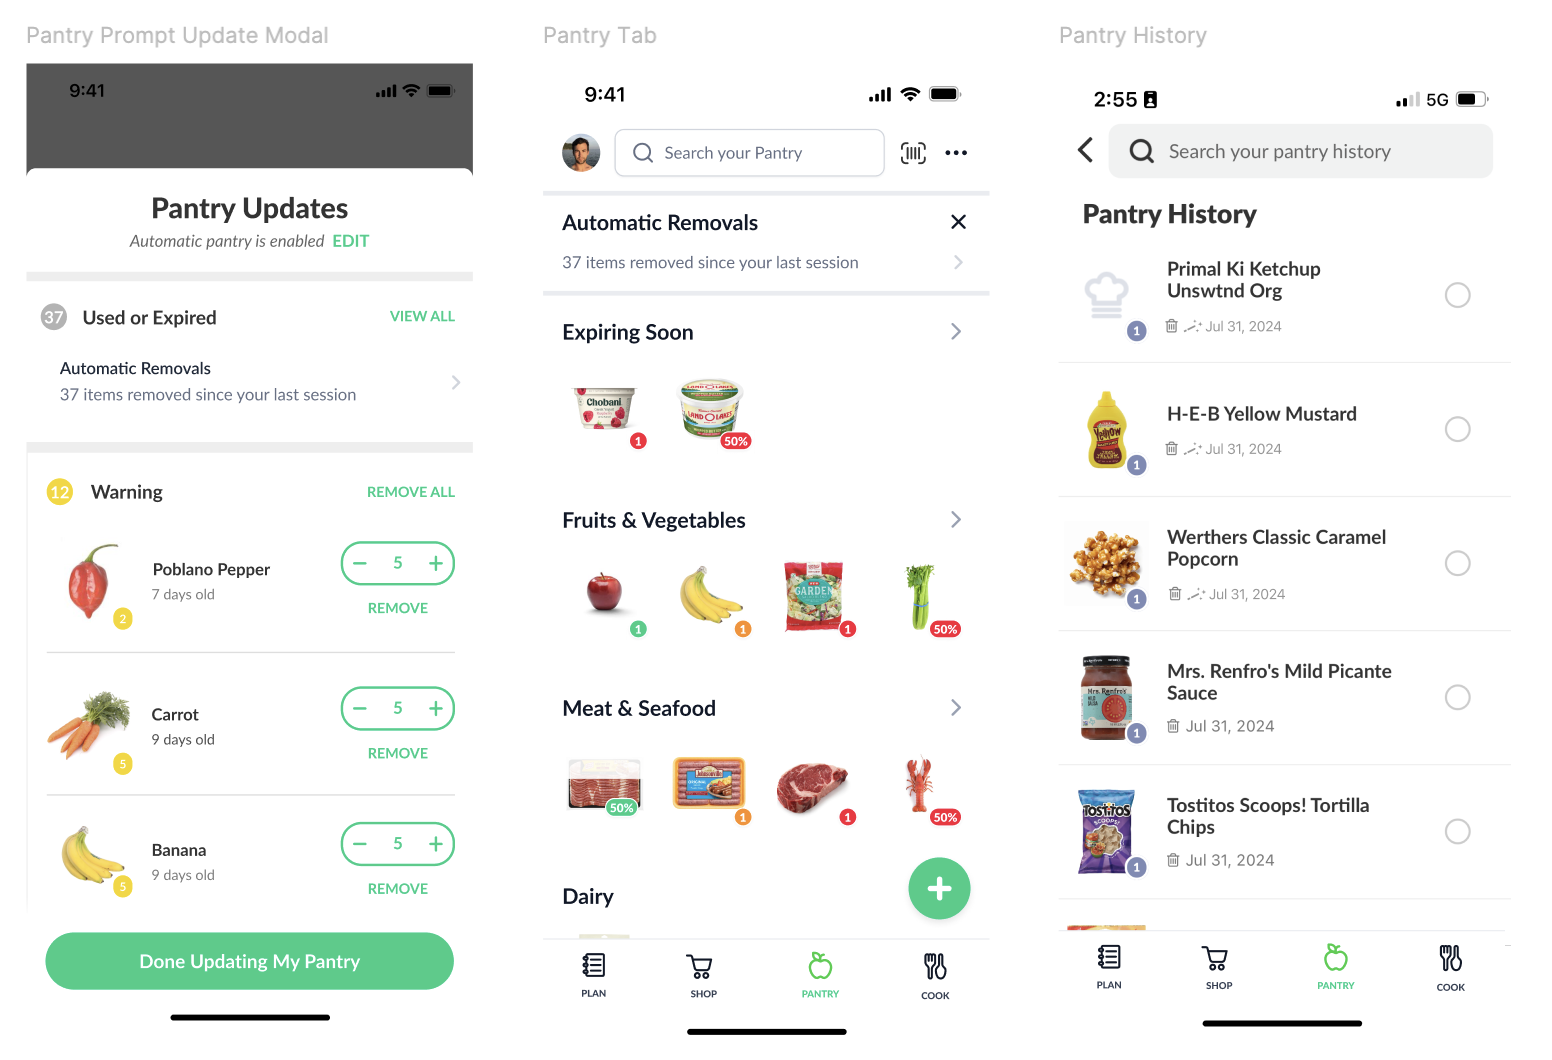 Pantry Prompt Update Modal
9:41
Pantry Updates
Automatic pantry is enabled EDIT
37 Used or Expired VIEW ALL
Automatic Removals
37 items removed since your last session
12 Warning REMOVE ALL
Poblano Pepper
7 days old
2
- 5 +
REMOVE
Carrot
9 days old
5
- 5 +
REMOVE
Banana
9 days old
5
- 5 +
REMOVE
Done Updating My Pantry
Pantry Tab
9:41
Search your Pantry
Automatic Removals
37 items removed since your last session
Expiring Soon
Chobani
LAND O LAKES
1 50%
Fruits & Vegetables
GARDEN
1 1 1 50%
Meat & Seafood
Johnsonville
50% 1 1 50%
Dairy
PLAN SHOP PANTRY COOK
Pantry History
2:55 5G
Search your pantry history
Pantry History
Primal Ki Ketchup
Unswtnd Org
1 Jul 31, 2024
H-E-B Yellow Mustard
Yellow
1 Jul 31, 2024
Werthers Classic Caramel
Popcorn
1 Jul 31, 2024
Mrs. Renfro's Mild Picante
Sauce
Mrs. Renfro's
1 Jul 31, 2024
Tostitos Scoops! Tortilla
Chips
TOSTITOS
SCOOPS!
1 Jul 31, 2024
PLAN SHOP PANTRY COOK